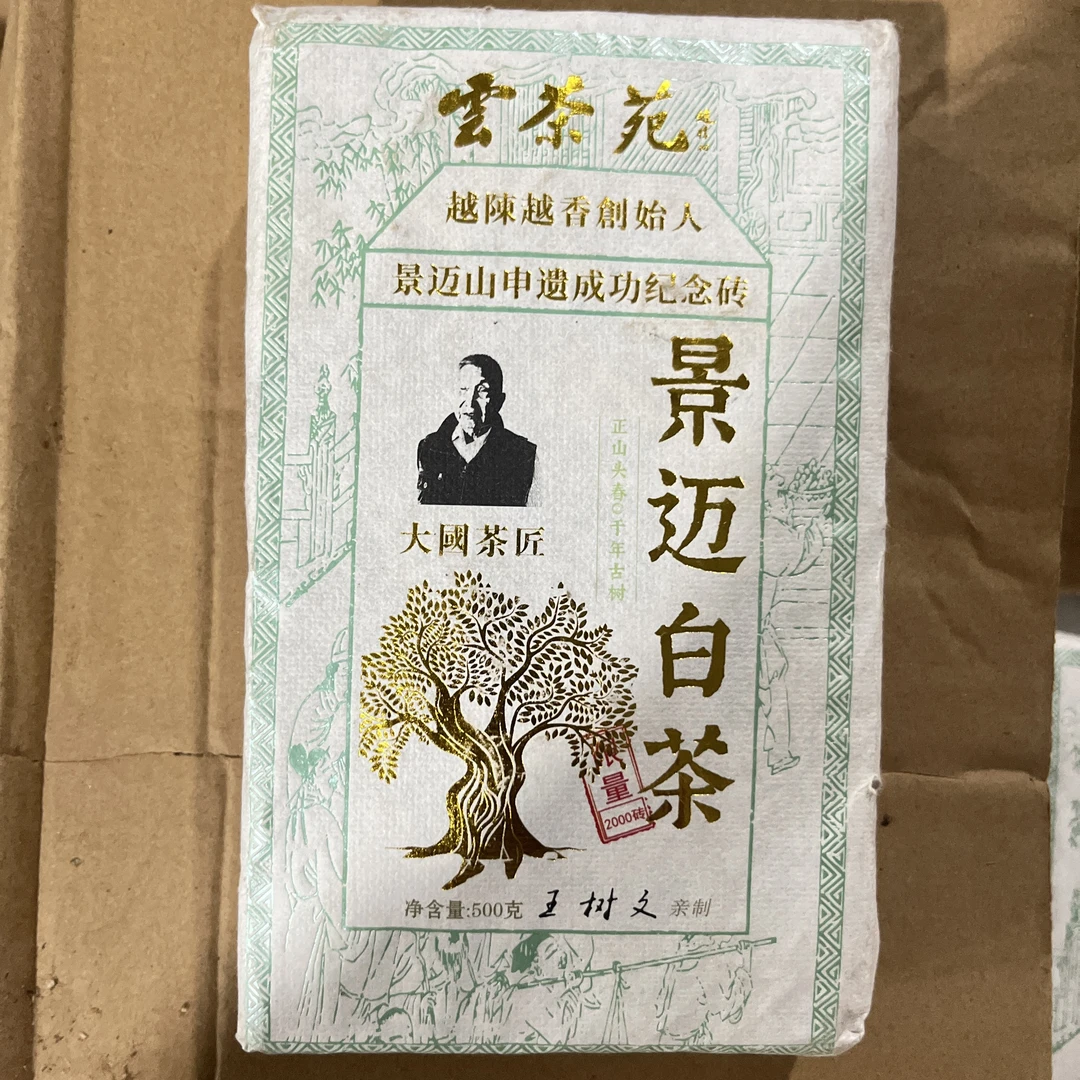 雲茶苑
越陳越香創始人
景迈山申遗成功纪念砖
景迈白茶
正山头春○千年古树
大國茶匠
限量
2000砖
净含量:500克 王树文 亲制